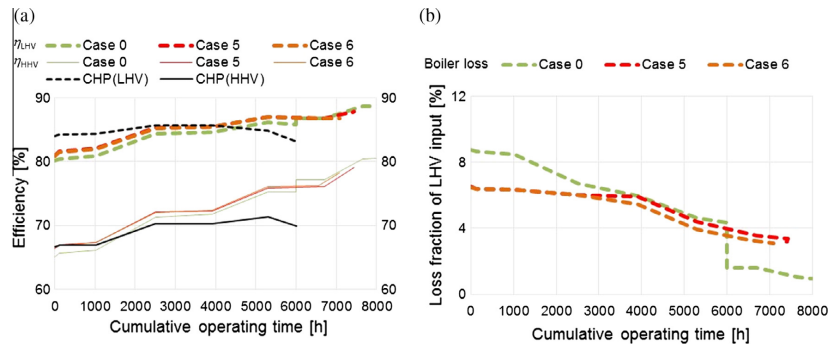 (a)
ηLHV Case 0 Case 5 Case 6
ηHHV Case 0 Case 5 Case 6
CHP(LHV) CHP(HHV)
90 90
80 80
70 70
60 60
Efficiency [%]
0 1000 2000 3000 4000 5000 6000 7000 8000
Cumulative operating time [h]
(b)
Boiler loss Case 0 Case 5 Case 6
12
8
4
0
Loss fraction of LHV input [%]
0 1000 2000 3000 4000 5000 6000 7000 8000
Cumulative operating time [h]